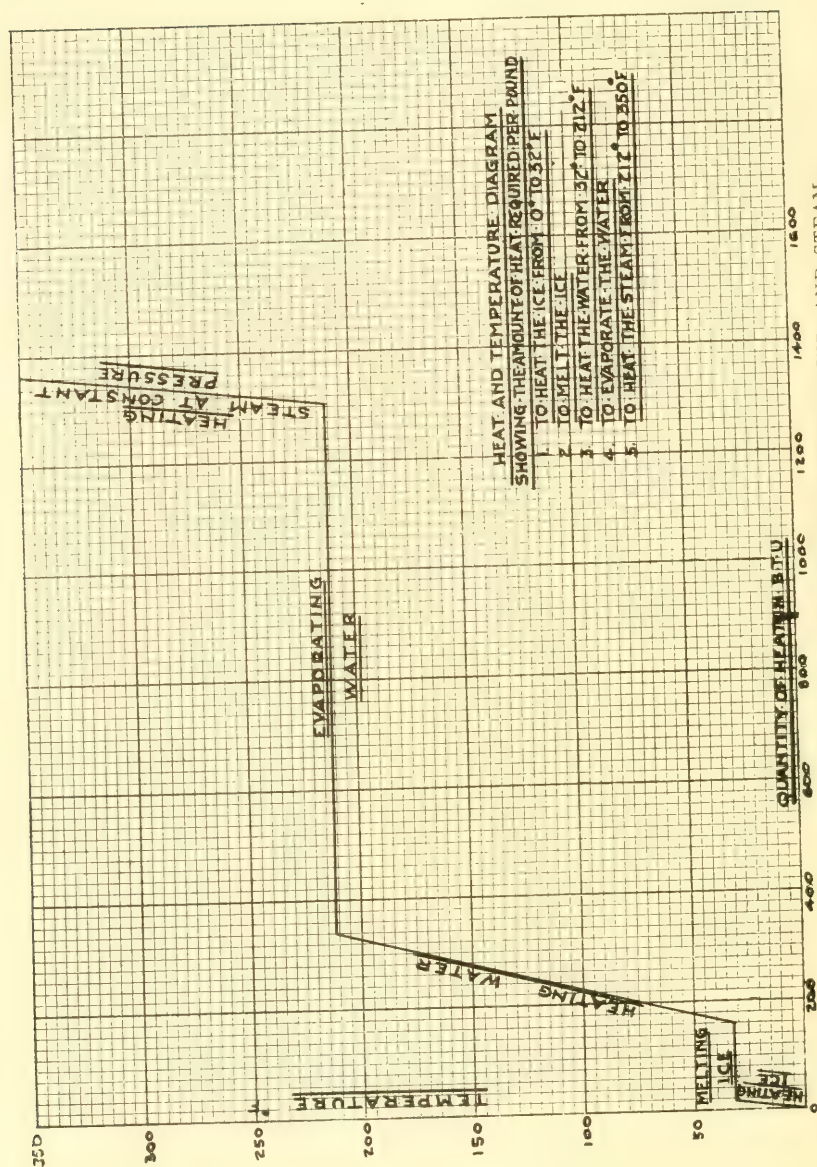 HEAT AND TEMPERATURE DIAGRAM
SHOWING·THE·AMOUNT·OF·HEAT·REQUIRED·PER·POUND
1. TO·HEAT·THE·ICE·FROM·0° TO 32°F
2. TO·MELT·THE·ICE
3. TO·HEAT·THE·WATER·FROM·32° TO·212°F
4. TO·EVAPORATE·THE·WATER
5. TO·HEAT·THE·STEAM·FROM·212° TO 350°F
HEATING
STEAM AT CONSTANT
PRESSURE
EVAPORATING
WATER
HEATING WATER
MELTING
ICE
HEATING
ICE
TEMPERATURE
°F.
350
300
250
200
150
100
50
0
200
400
600
800
1000
1200
1400
1600
QUANTITY·OF·HEAT·IN B·T·U
AND STEAM